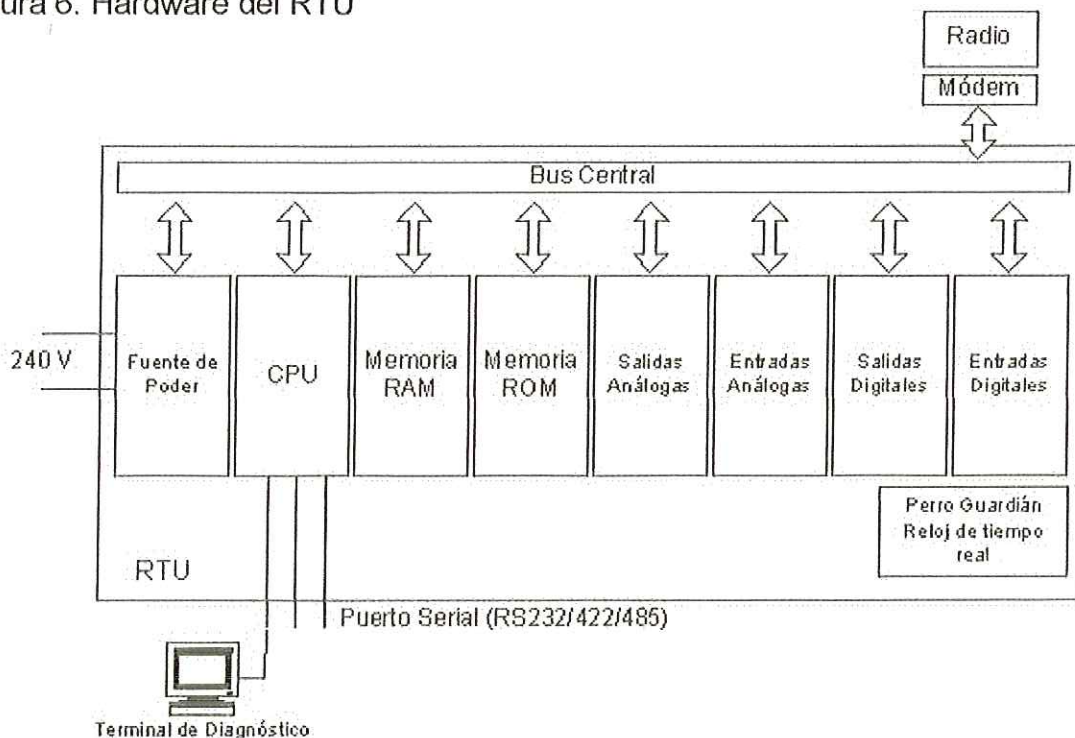 ura 6. Hardware del RTU
Radio
Módem
Bus Central
240 V
Fuente de
Poder
CPU
Memoria
RAM
Memoria
ROM
Salidas
Análogas
Entradas
Análogas
Salidas
Digitales
Entradas
Digitales
Perro Guardián
Reloj de tiempo
real
RTU
Puerto Serial (RS232/422/485)
Terminal de Diagnóstico